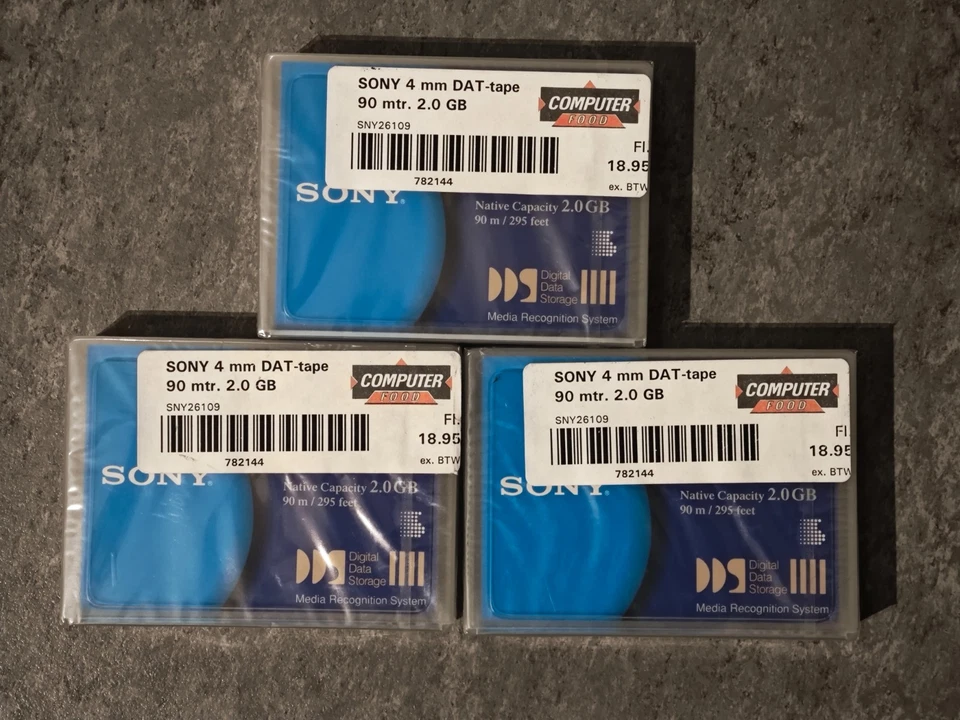 SONY 4 mm DAT-tape
90 mtr. 2.0 GB
COMPUTER
FOOD
SNY26109
Fl.
18.95
782144
ex. BTW
SONY
Native Capacity 2.0 GB
90 m / 295 feet
DDS Digital
Data
Storage
Media Recognition System
SONY 4 mm DAT-tape
90 mtr. 2.0 GB
COMPUTER
FOOD
SNY26109
Fl.
18.95
782144
ex. BTW
SONY
Native Capacity 2.0 GB
90 m / 295 feet
DDS Digital
Data
Storage
Media Recognition System
SONY 4 mm DAT-tape
90 mtr. 2.0 GB
COMPUTER
FOOD
SNY26109
Fl.
18.95
782144
ex. BTW
SONY
Native Capacity 2.0 GB
90 m / 295 feet
DDS Digital
Data
Storage
Media Recognition System